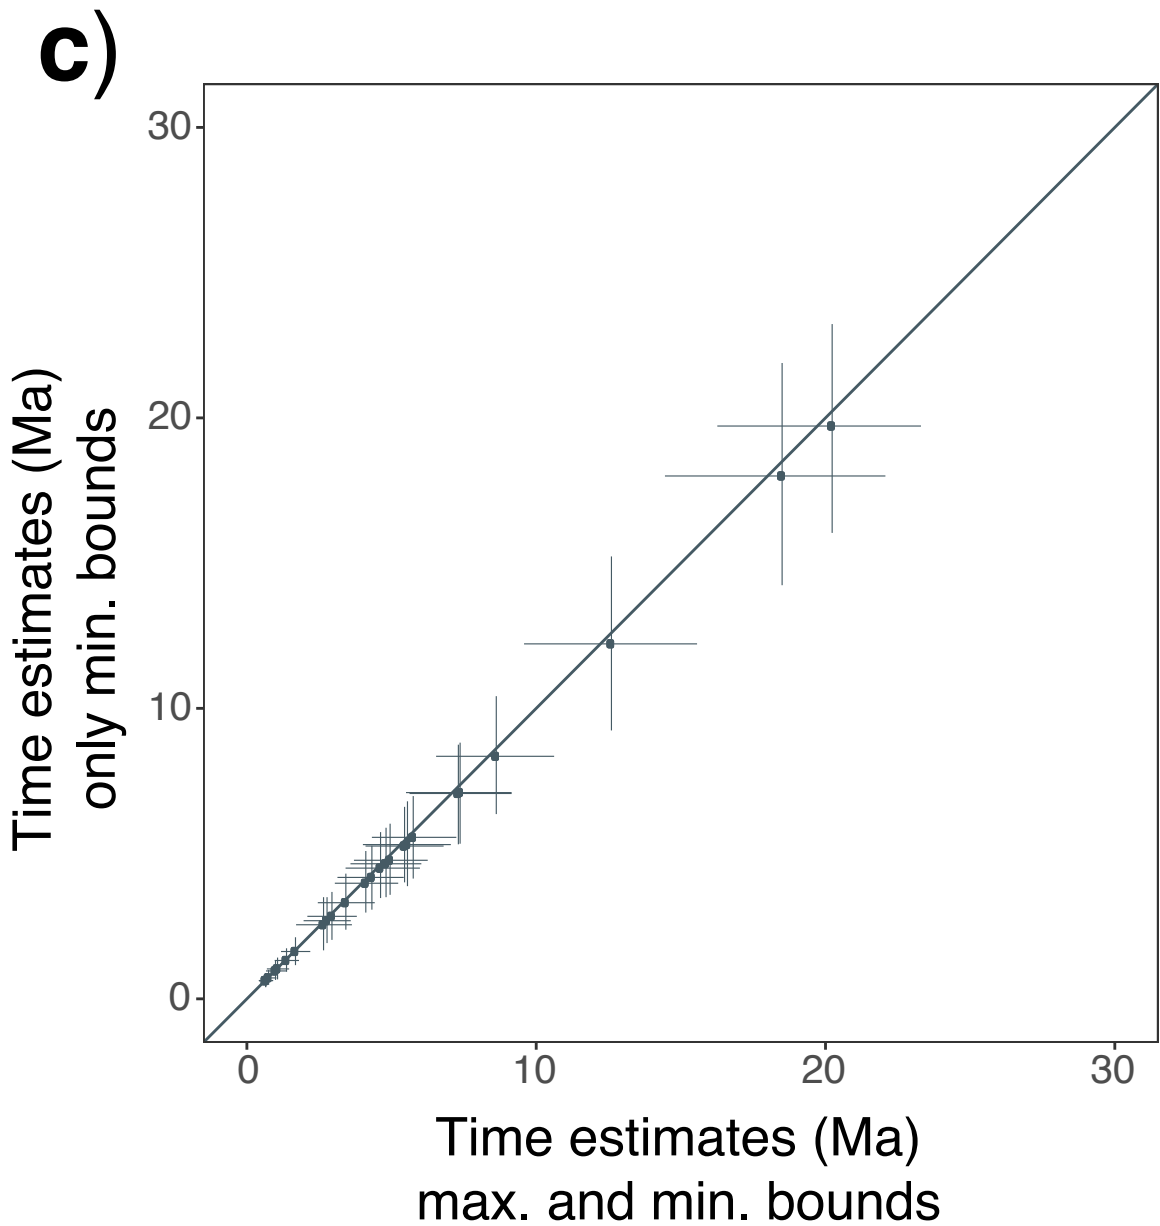 c)
Time estimates (Ma)
only min. bounds
30
20
10
0
0 10 20 30
Time estimates (Ma)
max. and min. bounds